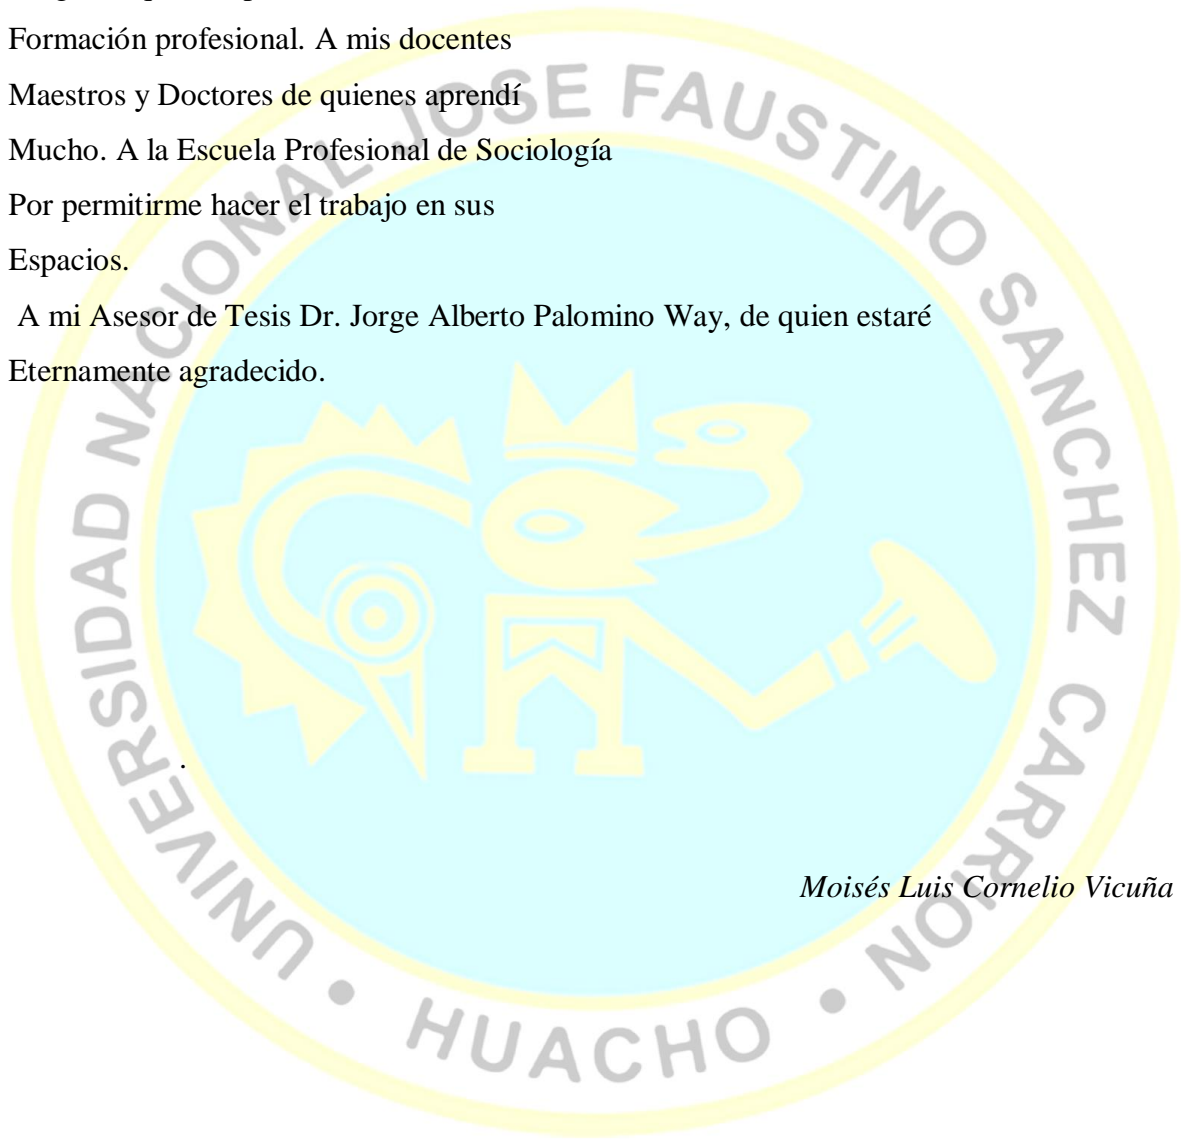 Formación profesional. A mis docentes
Maestros y Doctores de quienes aprendí
Mucho. A la Escuela Profesional de Sociología
Por permitirme hacer el trabajo en sus
Espacios.
A mi Asesor de Tesis Dr. Jorge Alberto Palomino Way, de quien estaré
Eternamente agradecido.
.
Moisés Luis Cornelio Vicuña
UNIVERSIDAD NACIONAL JOSE FAUSTINO SANCHEZ CARRION • HUACHO •